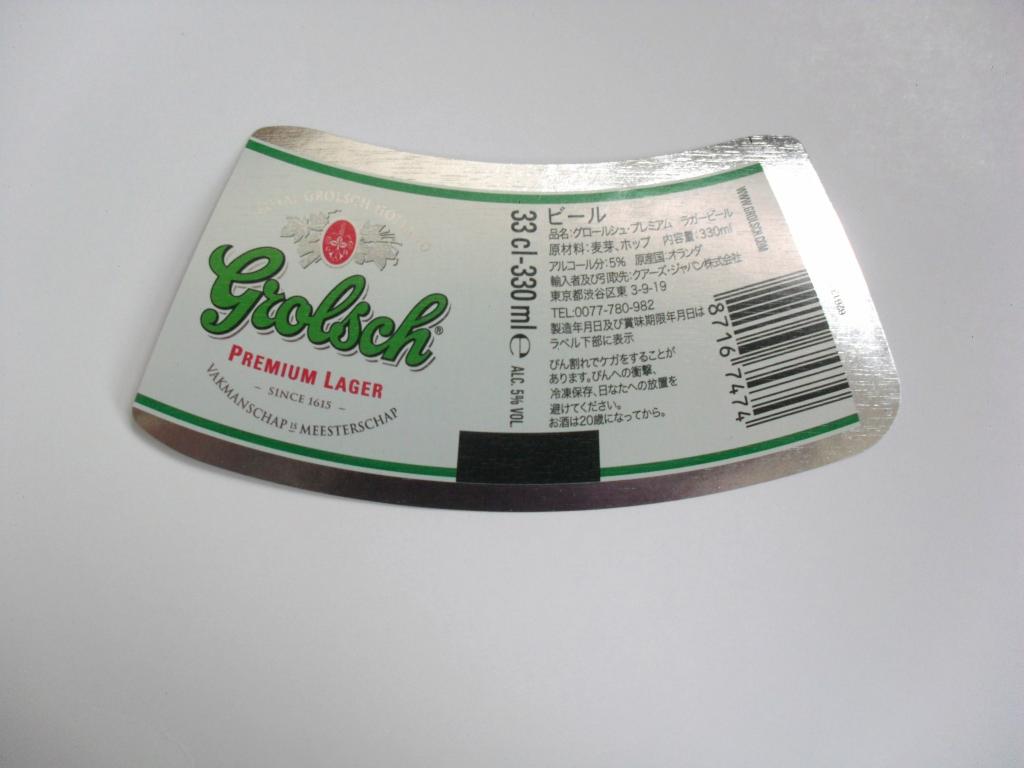 GROLSCH
Grolsch®
PREMIUM LAGER
- SINCE 1615 -
VAKMANSCHAP IS MEESTERSCHAP
33 cl-330 ml e ALC. 5% VOL
ビール
品名:グロールシュ・プレミアム ラガービール
原材料:麦芽、ホップ 内容量:330ml
アルコール分:5% 原産国:オランダ
輸入者及び引取先:クアーズ・ジャパン株式会社
東京都渋谷区東 3-9-19
TEL:0077-780-982
製造年月日及び賞味期限年月日は
ラベル下部に表示
びん割れでケガをすることが
あります。びんへの衝撃、
冷凍保存、日なたへの放置を
避けてください。
お酒は20歳になってから。
WWW.GROLSCH.COM
87167474